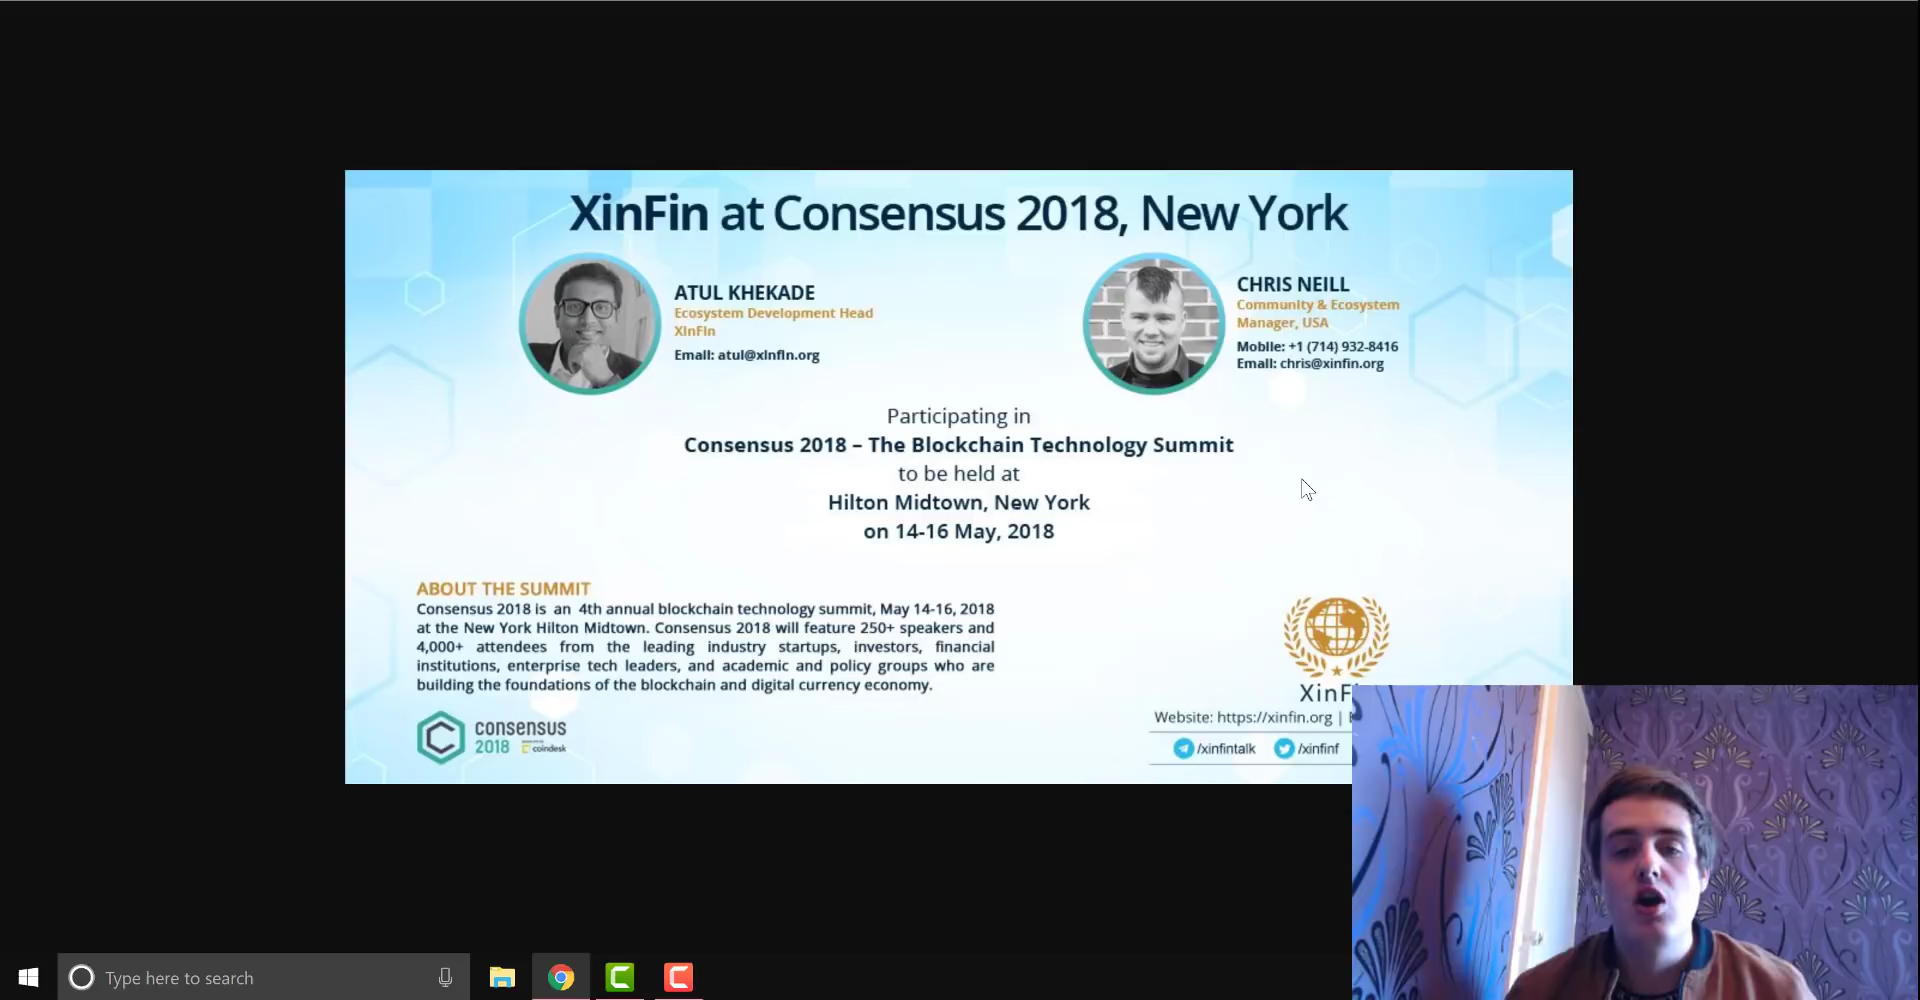 XinFin at Consensus 2018, New York
ATUL KHEKADE
Ecosystem Development Head
XinFin
Email: atul@xinfin.org
CHRIS NEILL
Community & Ecosystem
Manager, USA
Mobile: +1 (714) 932-8416
Email: chris@xinfin.org
Participating in
Consensus 2018 – The Blockchain Technology Summit
to be held at
Hilton Midtown, New York
on 14-16 May, 2018
ABOUT THE SUMMIT
Consensus 2018 is an 4th annual blockchain technology summit, May 14-16, 2018
at the New York Hilton Midtown. Consensus 2018 will feature 250+ speakers and
4,000+ attendees from the leading industry startups, investors, financial
institutions, enterprise tech leaders, and academic and policy groups who are
building the foundations of the blockchain and digital currency economy.
consensus
2018 coindesk
XinF
Website: https://xinfin.org |
/xinfintalk /xinfinf
Type here to search